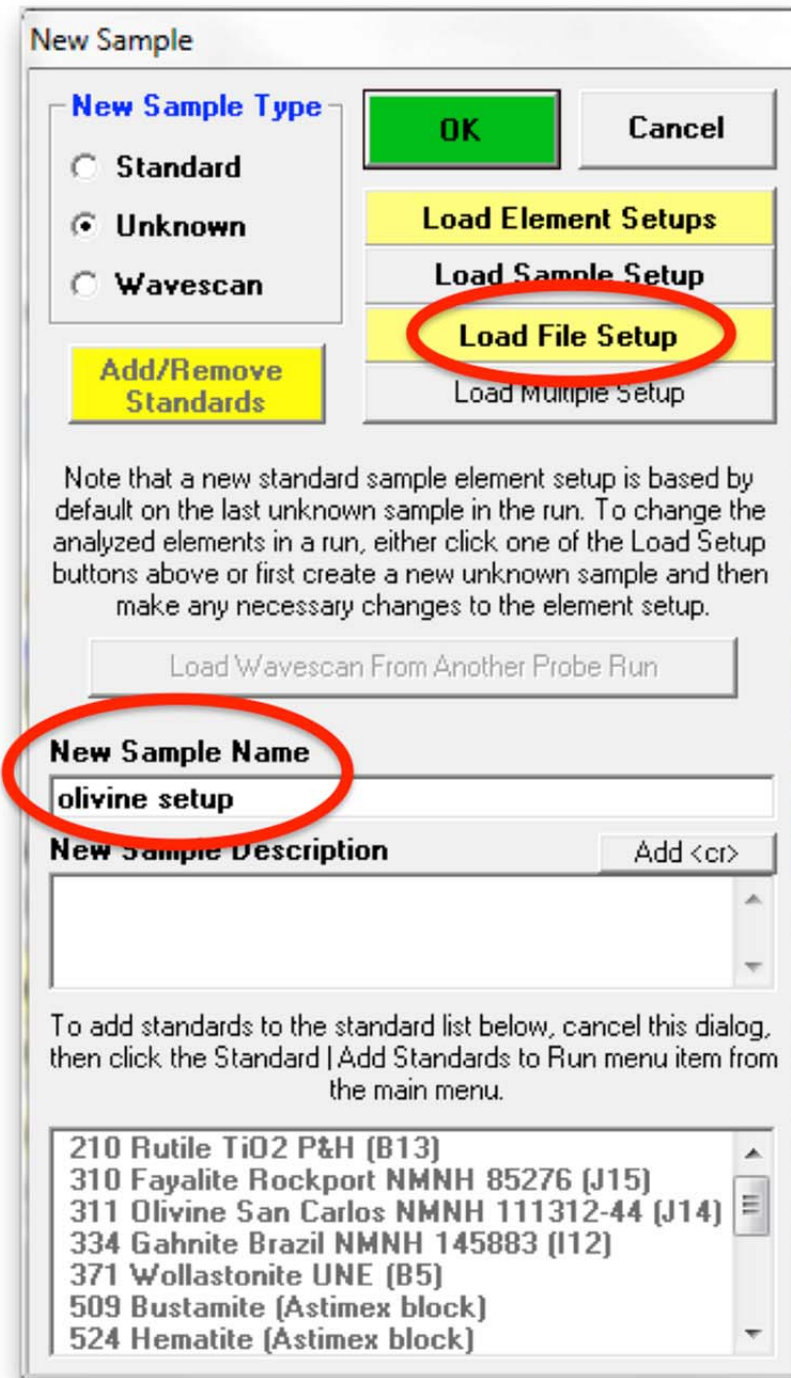 New Sample
New Sample Type
Standard
Unknown
Wavescan
OK
Cancel
Load Element Setups
Load Sample Setup
Load File Setup
Load Multiple Setup
Add/Remove
Standards
Note that a new standard sample element setup is based by
default on the last unknown sample in the run. To change the
analyzed elements in a run, either click one of the Load Setup
buttons above or first create a new unknown sample and then
make any necessary changes to the element setup.
Load Wavescan From Another Probe Run
New Sample Name
olivine setup
New Sample Description
Add <cr>
To add standards to the standard list below, cancel this dialog,
then click the Standard | Add Standards to Run menu item from
the main menu.
210 Rutile TiO2 P&H (B13)
310 Fayalite Rockport NMNH 85276 (J15)
311 Olivine San Carlos NMNH 111312-44 (J14)
334 Gahnite Brazil NMNH 145883 (I12)
371 Wollastonite UNE (B5)
509 Bustamite (Astimex block)
524 Hematite (Astimex block)